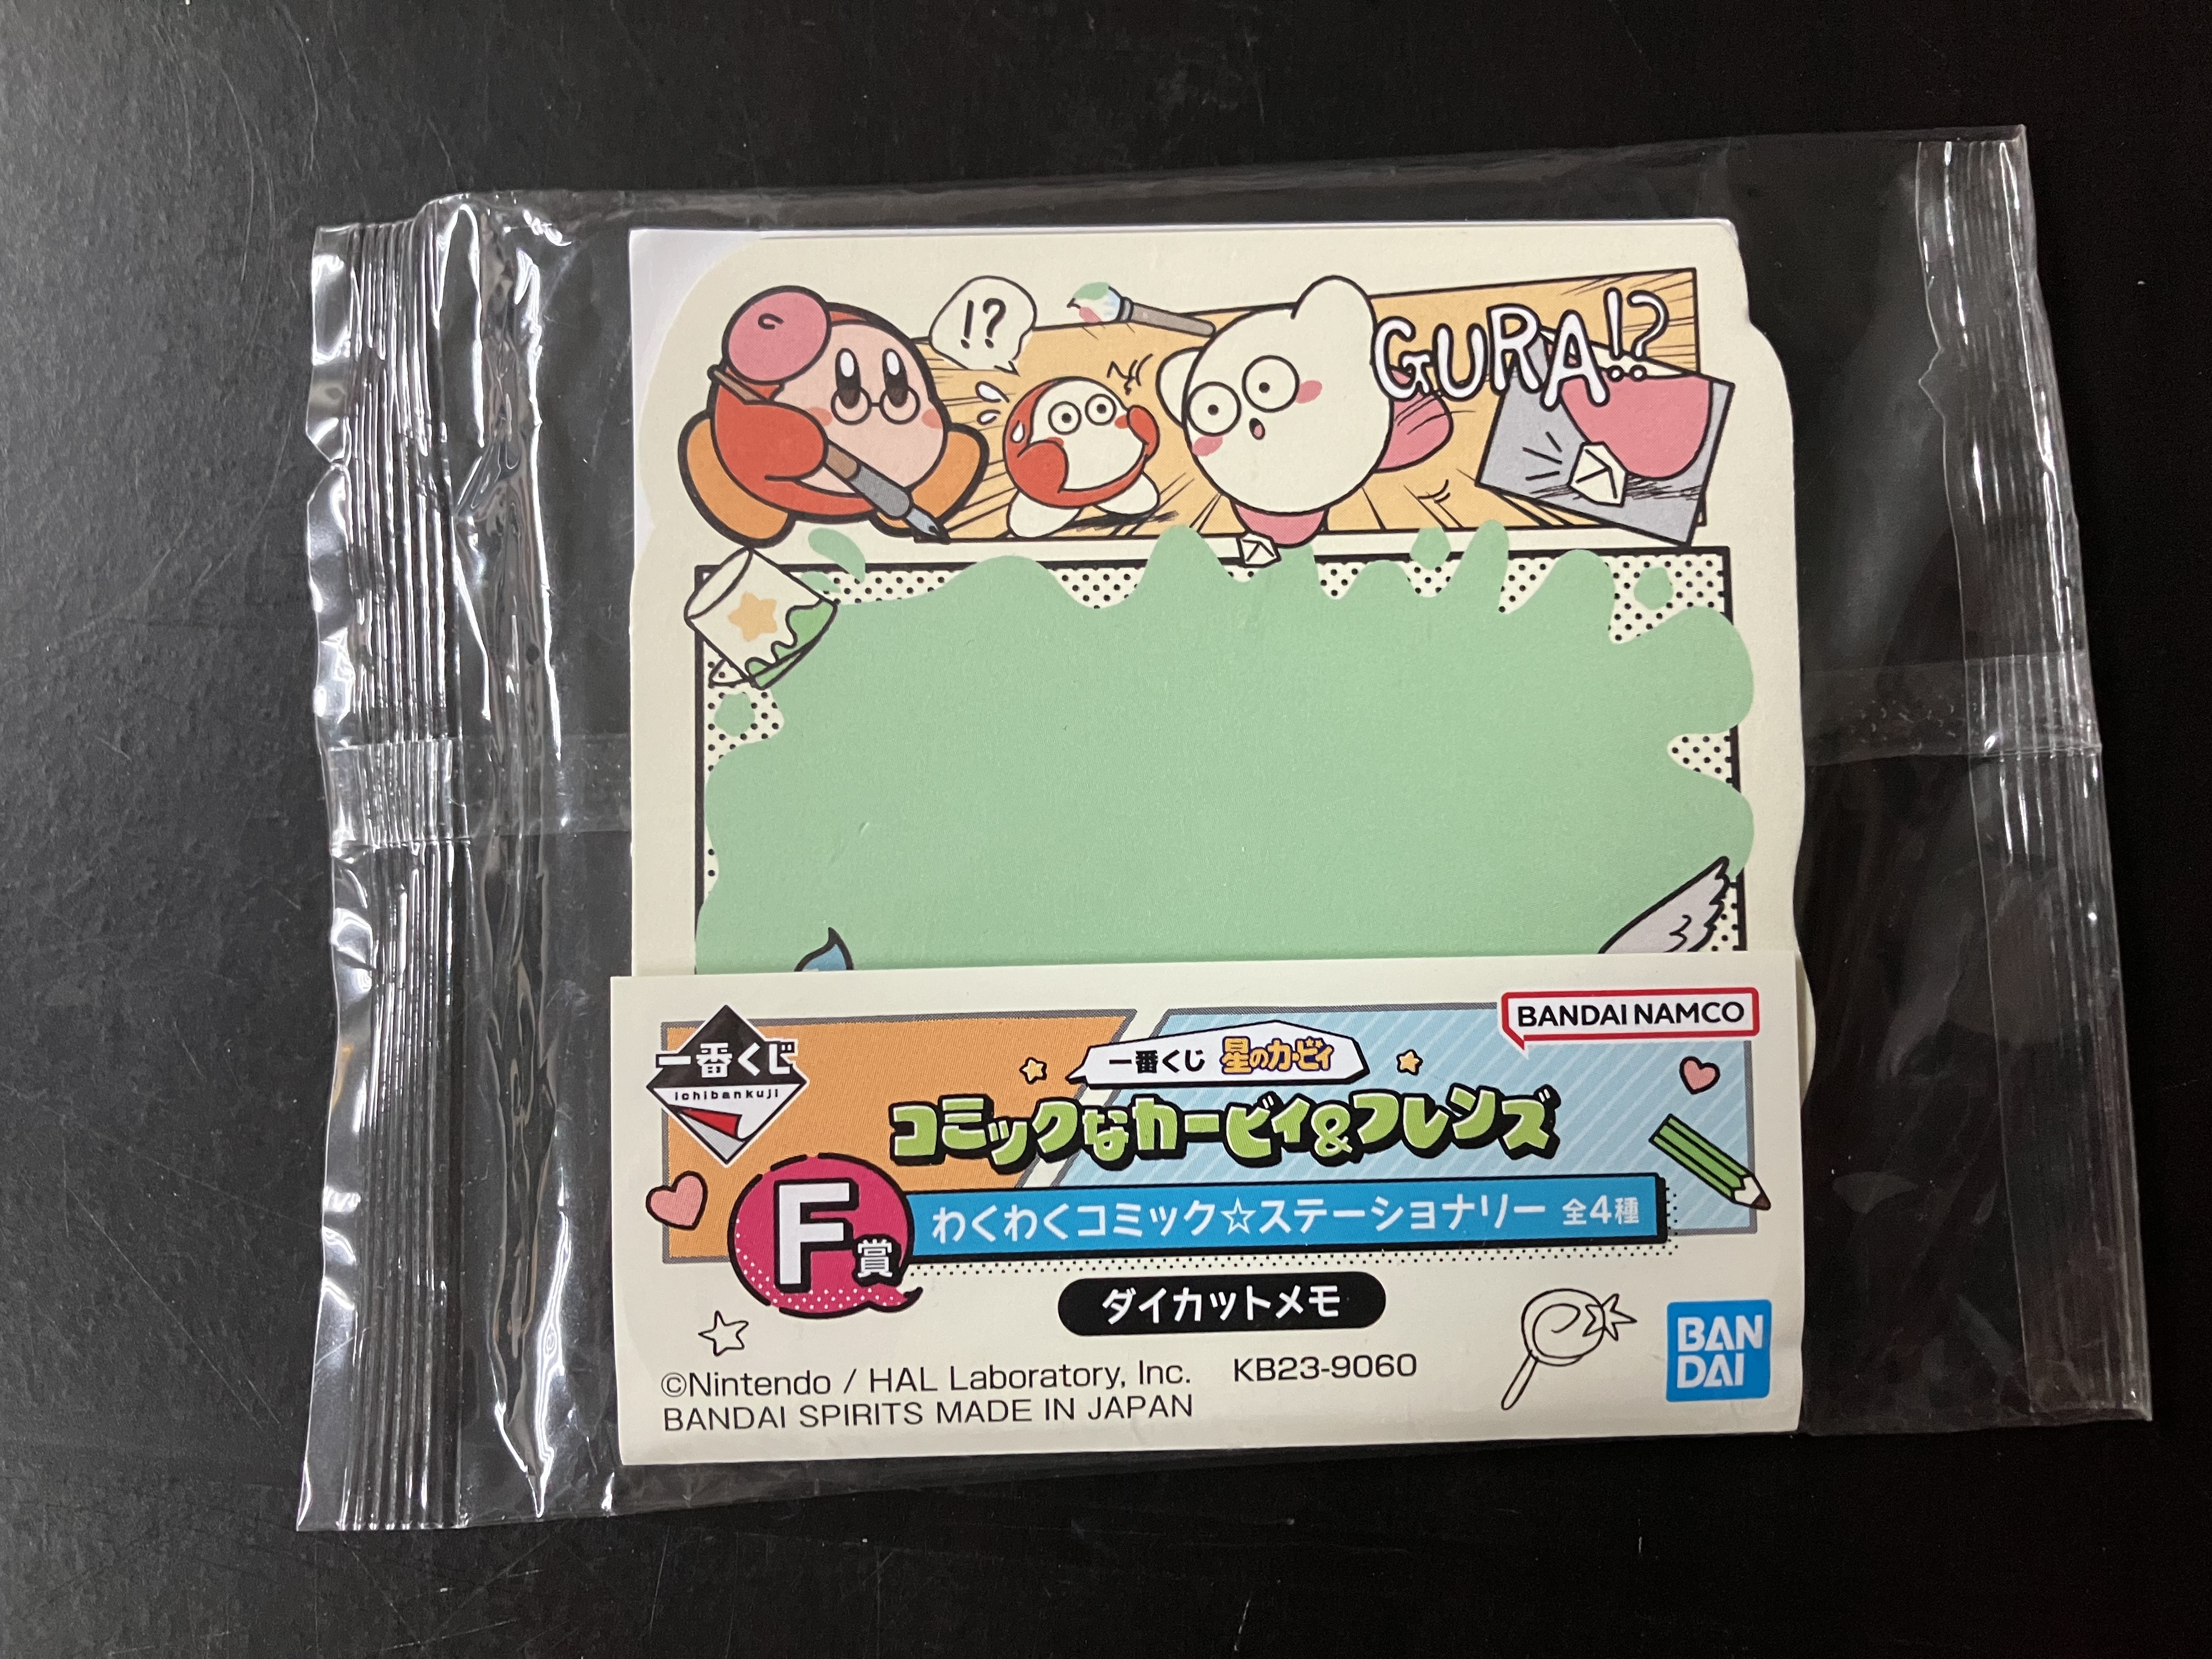 !?
GURA!?
一番くじ
ichibankuji
BANDAI NAMCO
一番くじ 星のカービィ
コミックなカービィ&フレンズ
F賞
わくわくコミック☆ステーショナリー 全4種
ダイカットメモ
©Nintendo / HAL Laboratory, Inc. KB23-9060
BANDAI SPIRITS MADE IN JAPAN
BAN
DAI